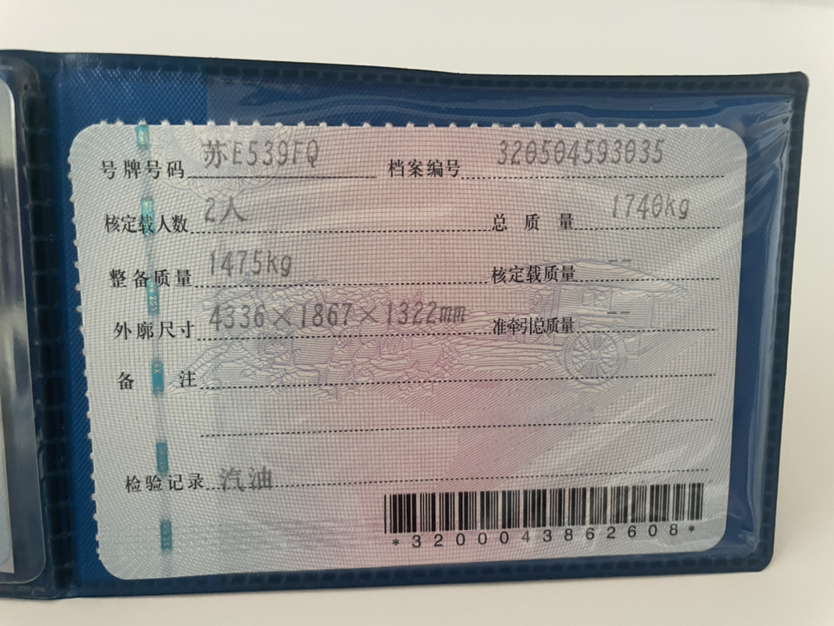 号牌号码 苏E539FQ 档案编号 320504593035
核定载人数 2人 总质量 1740kg
整备质量 1475kg 核定载质量 --
外廓尺寸 4336×1867×1322mm 准牵引总质量 --
备注
检验记录 汽油
*3200043862608*